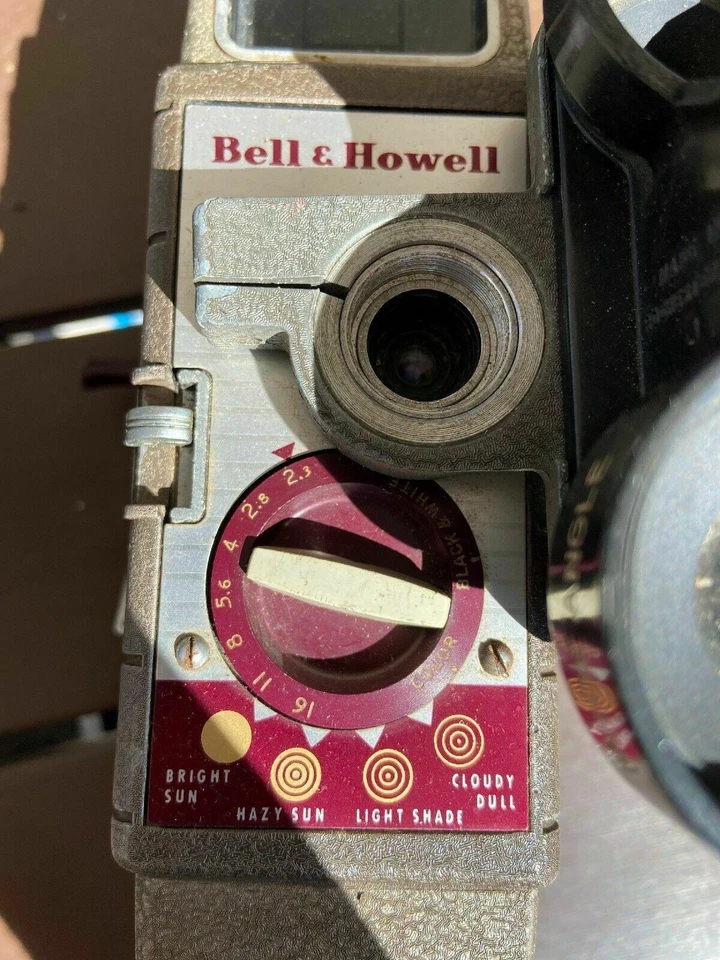 Bell & Howell
2.3
2.8
4
5.6
8
11
16
BLACK & WHITE
COLOR
BRIGHT
SUN
HAZY SUN
LIGHT SHADE
CLOUDY
DULL
ANGLE